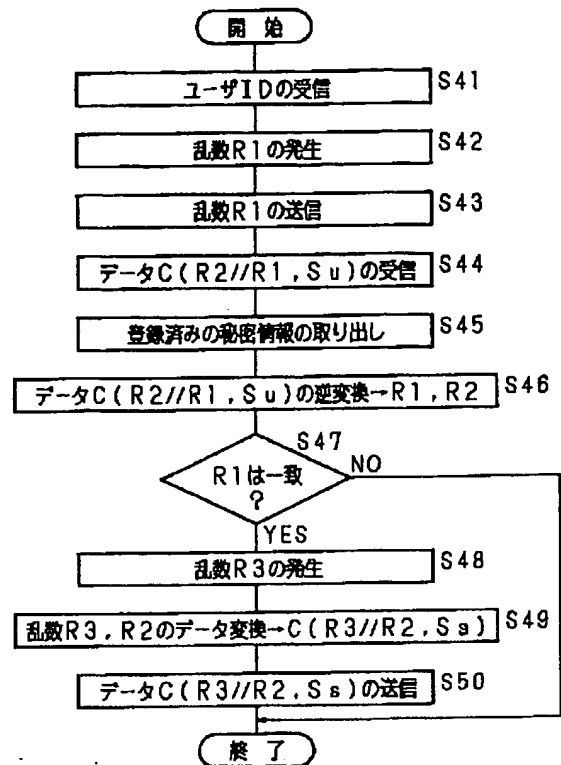 開 始
ユーザIDの受信 S41
乱数R1の発生 S42
乱数R1の送信 S43
データC(R2//R1,Su)の受信 S44
登録済みの秘密情報の取り出し S45
データC(R2//R1,Su)の逆変換→R1,R2 S46
S47
R1は一致 NO
?
YES
乱数R3の発生 S48
乱数R3,R2のデータ変換→C(R3//R2,Ss) S49
データC(R3//R2,Ss)の送信 S50
終 了